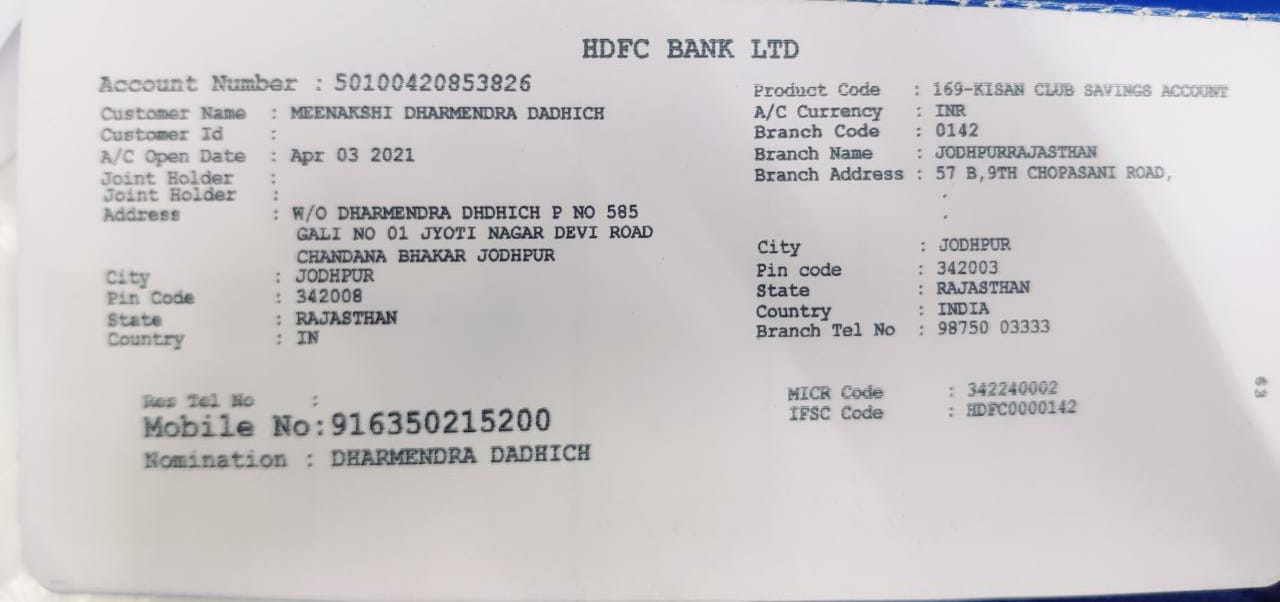 HDFC BANK LTD
Account Number : 50100420853826
Customer Name : MEENAKSHI DHARMENDRA DADHICH
Customer Id :
A/C Open Date : Apr 03 2021
Joint Holder :
Joint Holder :
Address : W/O DHARMENDRA DHDHICH P NO 585
GALI NO 01 JYOTI NAGAR DEVI ROAD
CHANDANA BHAKAR JODHPUR
City : JODHPUR
Pin Code : 342008
State : RAJASTHAN
Country : IN
Res Tel No :
Mobile No:916350215200
Nomination : DHARMENDRA DADHICH
Product Code : 169-KISAN CLUB SAVINGS ACCOUNT
A/C Currency : INR
Branch Code : 0142
Branch Name : JODHPURRAJASTHAN
Branch Address : 57 B,9TH CHOPASANI ROAD,
.
.
City : JODHPUR
Pin code : 342003
State : RAJASTHAN
Country : INDIA
Branch Tel No : 98750 03333
MICR Code : 342240002
IFSC Code : HDFC0000142
63